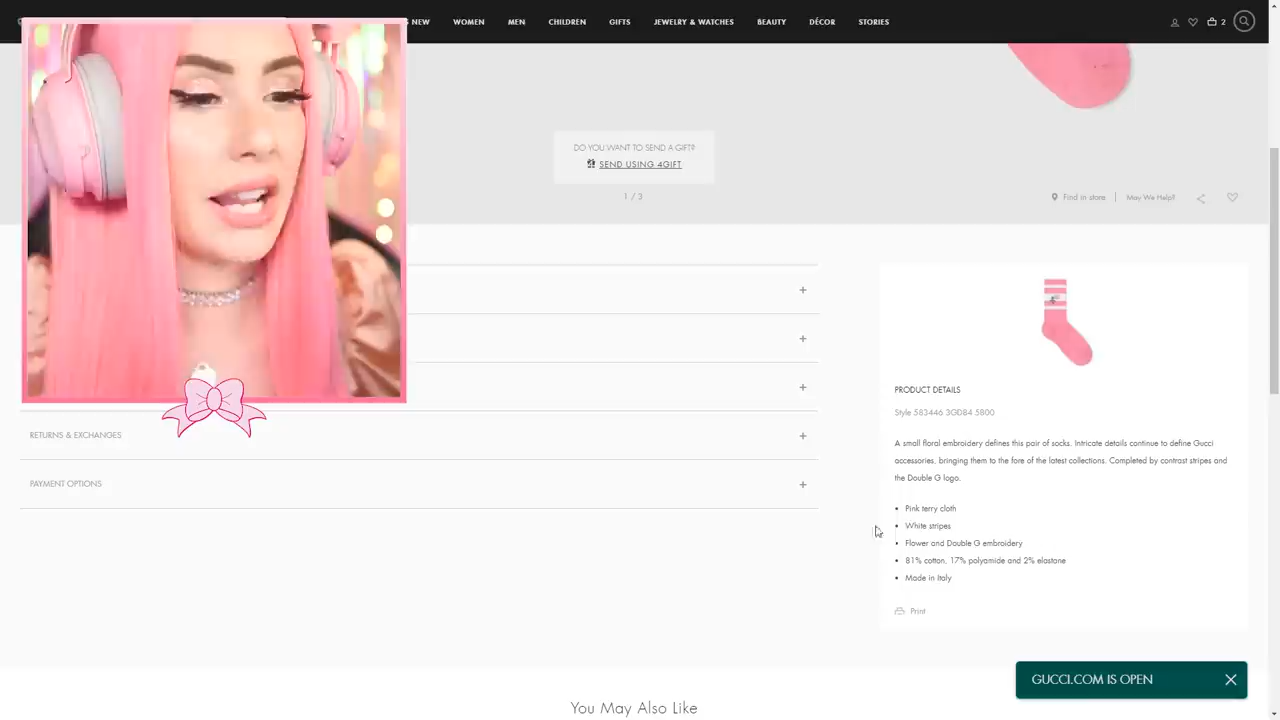 S NEW WOMEN MEN CHILDREN GIFTS JEWELRY & WATCHES BEAUTY DÉCOR STORIES 2
DO YOU WANT TO SEND A GIFT?
SEND USING 4GIFT
1 / 3
Find in store May We Help?
PRODUCT DETAILS
Style 583446 3GD84 5800
A small floral embroidery defines this pair of socks. Intricate details continue to define Gucci
accessories, bringing them to the fore of the latest collections. Completed by contrast stripes and
the Double G logo.
• Pink terry cloth
• White stripes
• Flower and Double G embroidery
• 81% cotton, 17% polyamide and 2% elastane
• Made in Italy
Print
RETURNS & EXCHANGES
PAYMENT OPTIONS
GUCCI.COM IS OPEN
You May Also Like